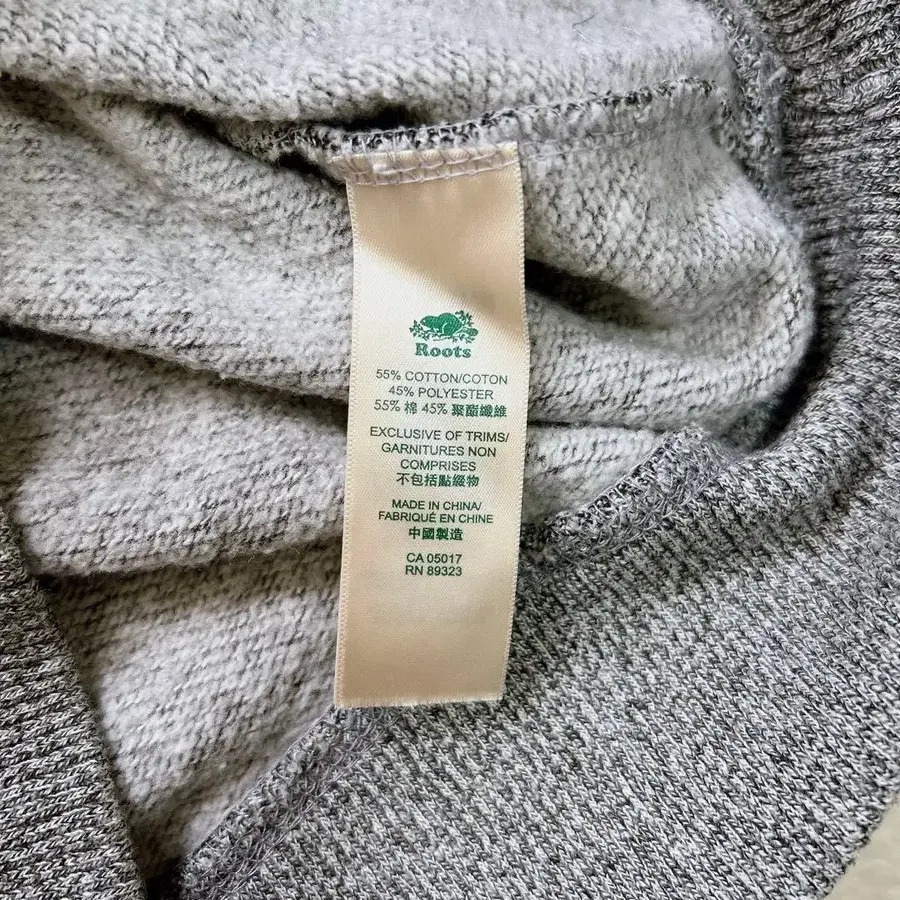 Roots
55% COTTON/COTON
45% POLYESTER
55% 棉 45% 聚酯纖維
EXCLUSIVE OF TRIMS/
GARNITURES NON
COMPRISES
不包括點綴物
MADE IN CHINA/
FABRIQUÉ EN CHINE
中國製造
CA 05017
RN 89323